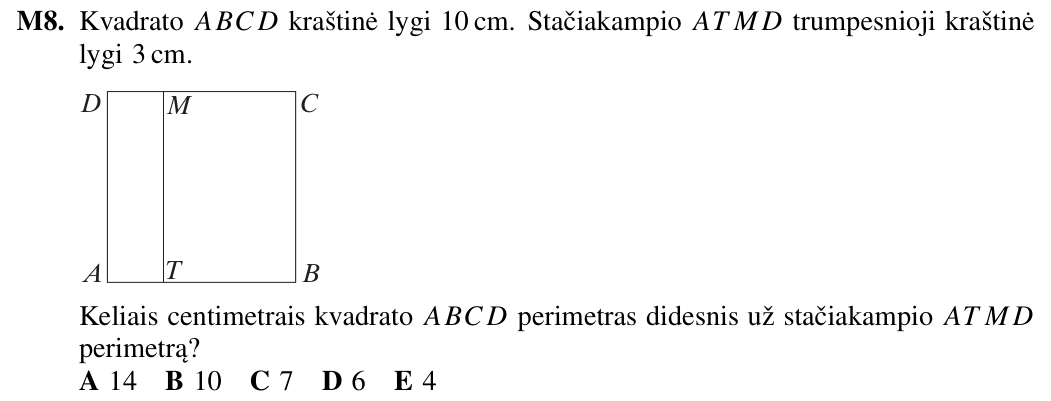 M8. Kvadrato ABCD kraštinė lygi 10 cm. Stačiakampio ATMD trumpesnioji kraštinė
lygi 3 cm.
D M C
A T B
Keliais centimetrais kvadrato ABCD perimetras didesnis už stačiakampio ATMD
perimetrą?
A 14 B 10 C 7 D 6 E 4